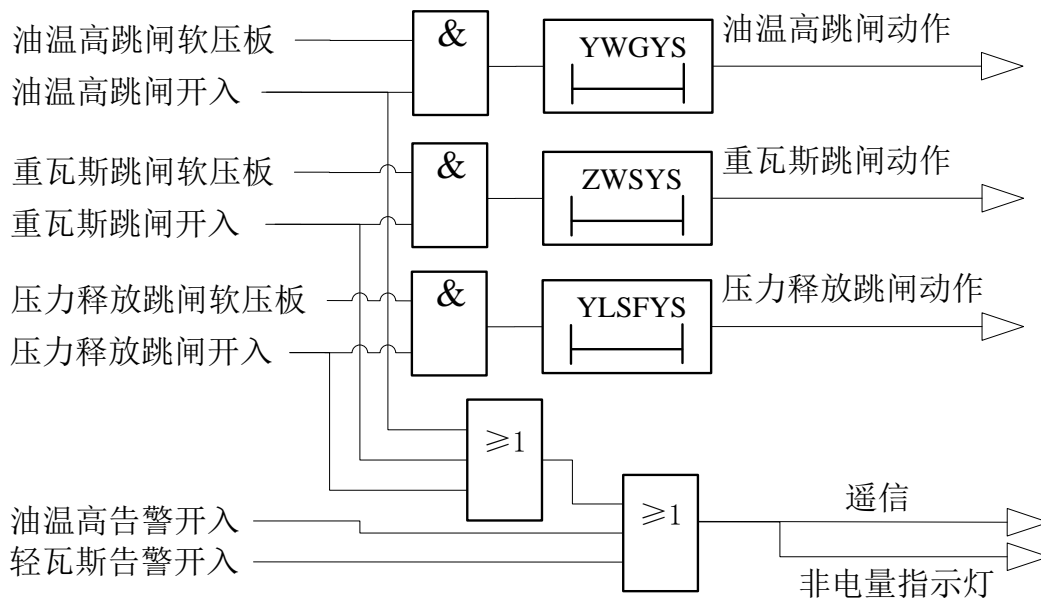 油温高跳闸软压板
&
YWGYS
油温高跳闸动作
油温高跳闸开入
重瓦斯跳闸软压板
&
ZWSYS
重瓦斯跳闸动作
重瓦斯跳闸开入
压力释放跳闸软压板
&
YLSFYS
压力释放跳闸动作
压力释放跳闸开入
≥1
油温高告警开入
≥1
遥信
轻瓦斯告警开入
非电量指示灯